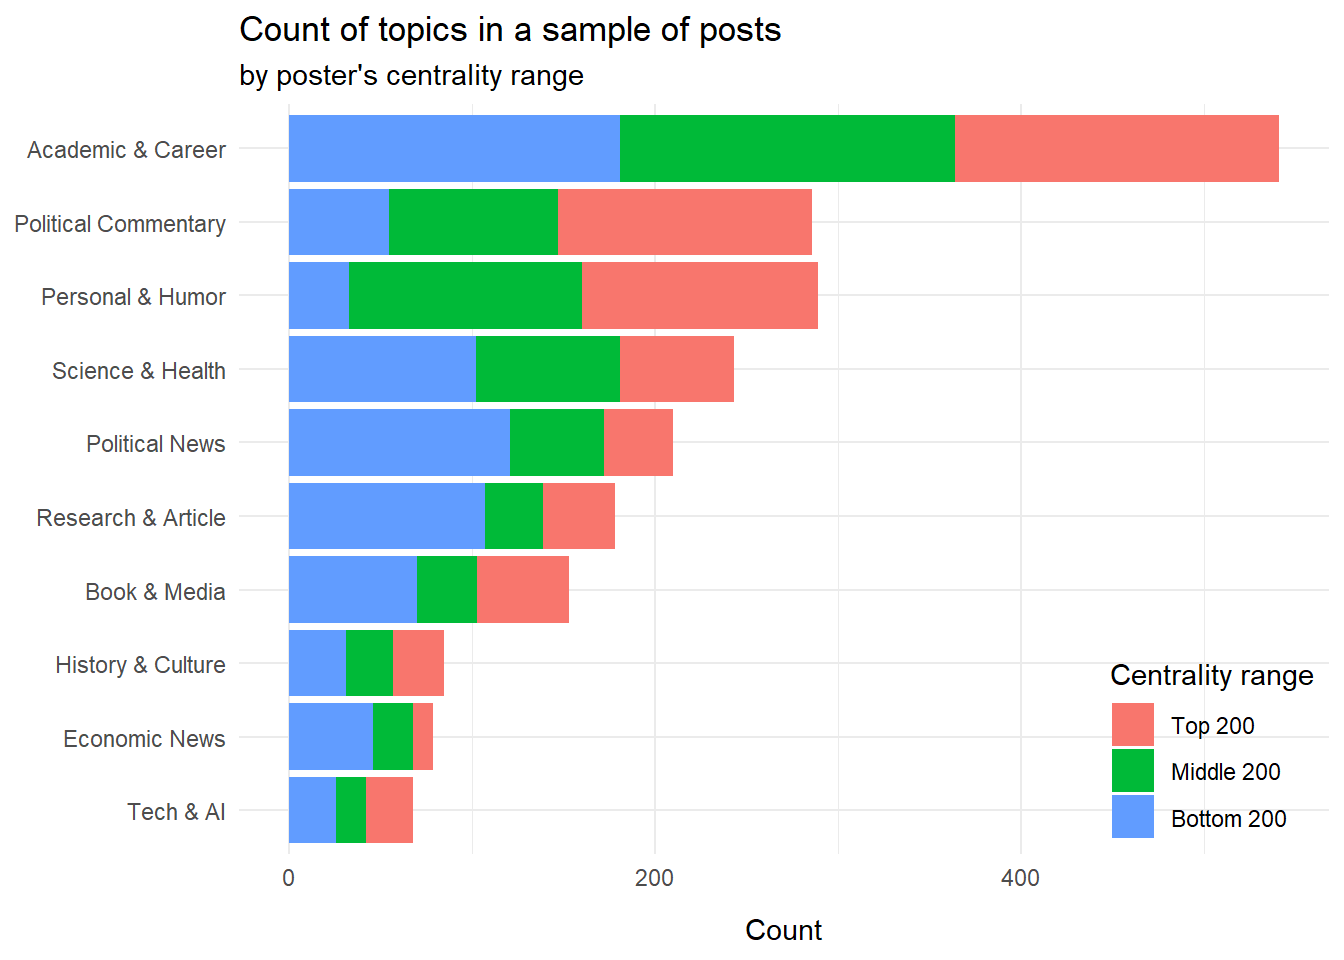 Count of topics in a sample of posts
by poster's centrality range
Academic & Career
Political Commentary
Personal & Humor
Science & Health
Political News
Research & Article
Book & Media
History & Culture
Economic News
Tech & AI
Centrality range
Top 200
Middle 200
Bottom 200
0 200 400
Count